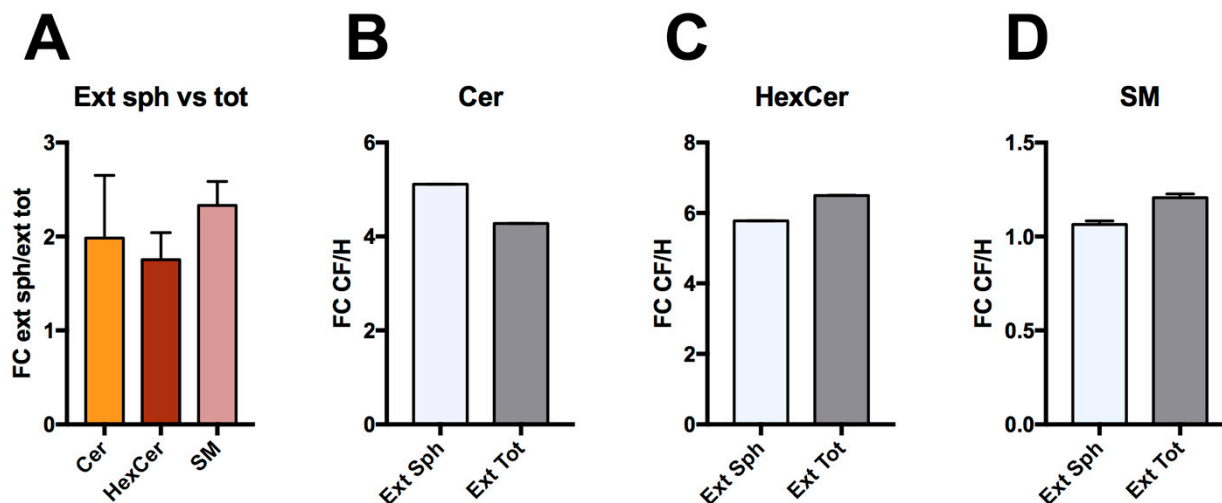 A
Ext sph vs tot
FC ext sph/ext tot
3
2
1
0
Cer
HexCer
SM
B
Cer
FC CF/H
6
4
2
0
Ext Sph
Ext Tot
C
HexCer
FC CF/H
8
6
4
2
0
Ext Sph
Ext Tot
D
SM
FC CF/H
1.5
1.0
0.5
0.0
Ext Sph
Ext Tot